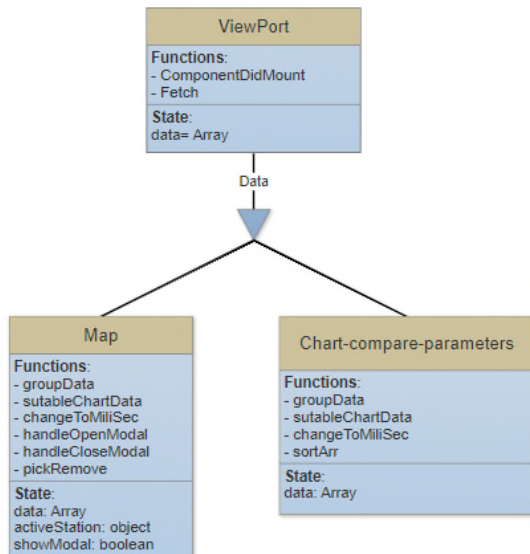 ViewPort
Functions:
- ComponentDidMount
- Fetch
State:
data= Array
Data
Map
Functions:
- groupData
- sutableChartData
- changeToMiliSec
- handleOpenModal
- handleCloseModal
- pickRemove
State:
data: Array
activeStation: object
showModal: boolean
Chart-compare-parameters
Functions:
- groupData
- sutableChartData
- changeToMiliSec
- sortArr
State:
data: Array